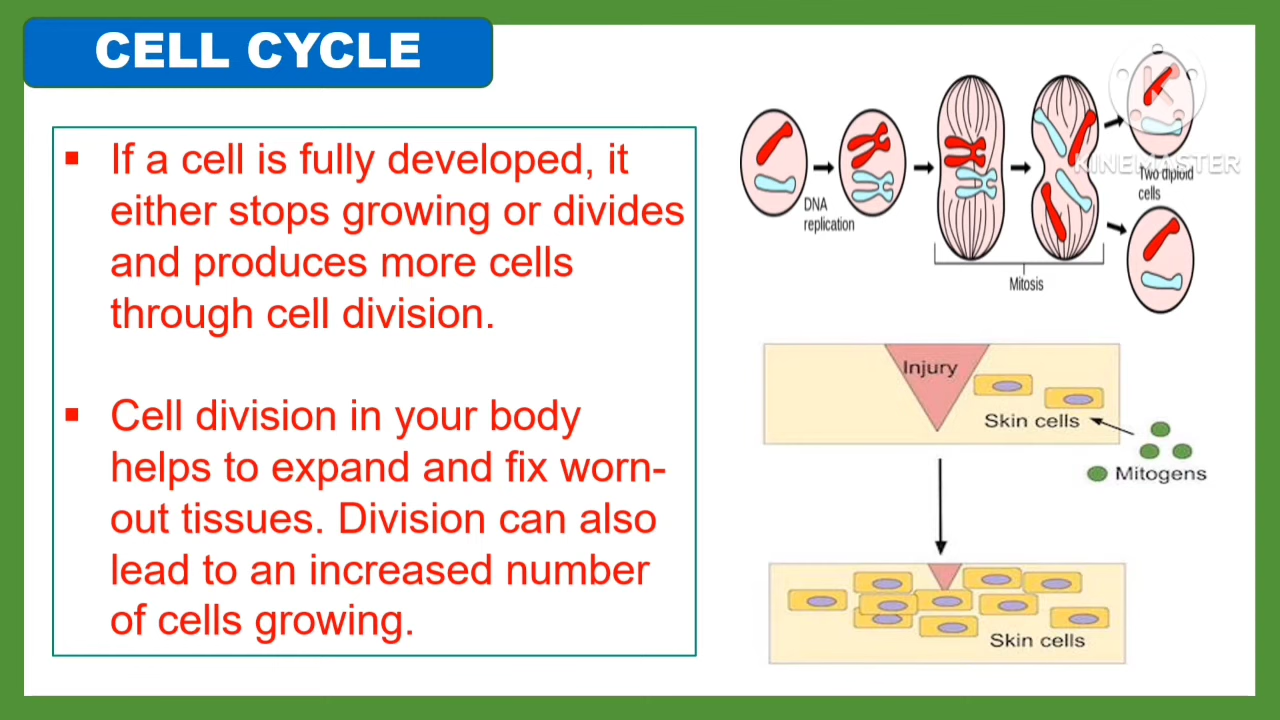 CELL CYCLE
▪ If a cell is fully developed, it
either stops growing or divides
and produces more cells
through cell division.
▪ Cell division in your body
helps to expand and fix worn-
out tissues. Division can also
lead to an increased number
of cells growing.
DNA
replication
Mitosis
KINEMASTER
Two diploid
cells
Injury
Skin cells
Mitogens
Skin cells